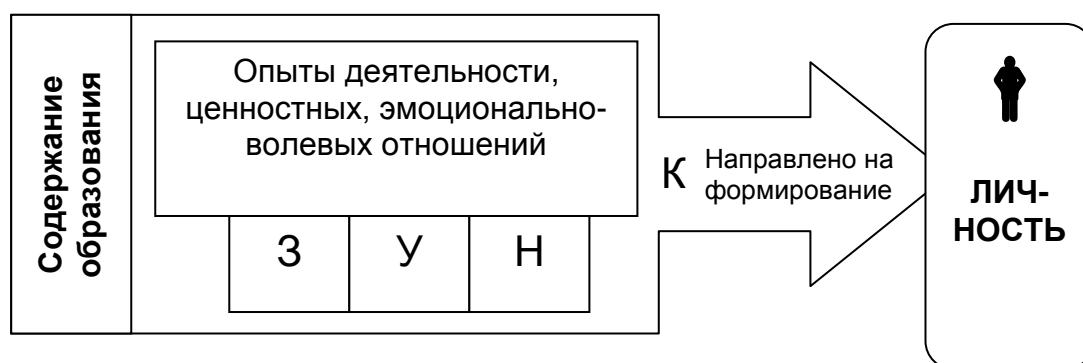 Содержание
образования
Опыты деятельности,
ценностных, эмоционально-
волевых отношений
З У Н
К Направлено на
формирование
ЛИЧ-
НОСТЬ